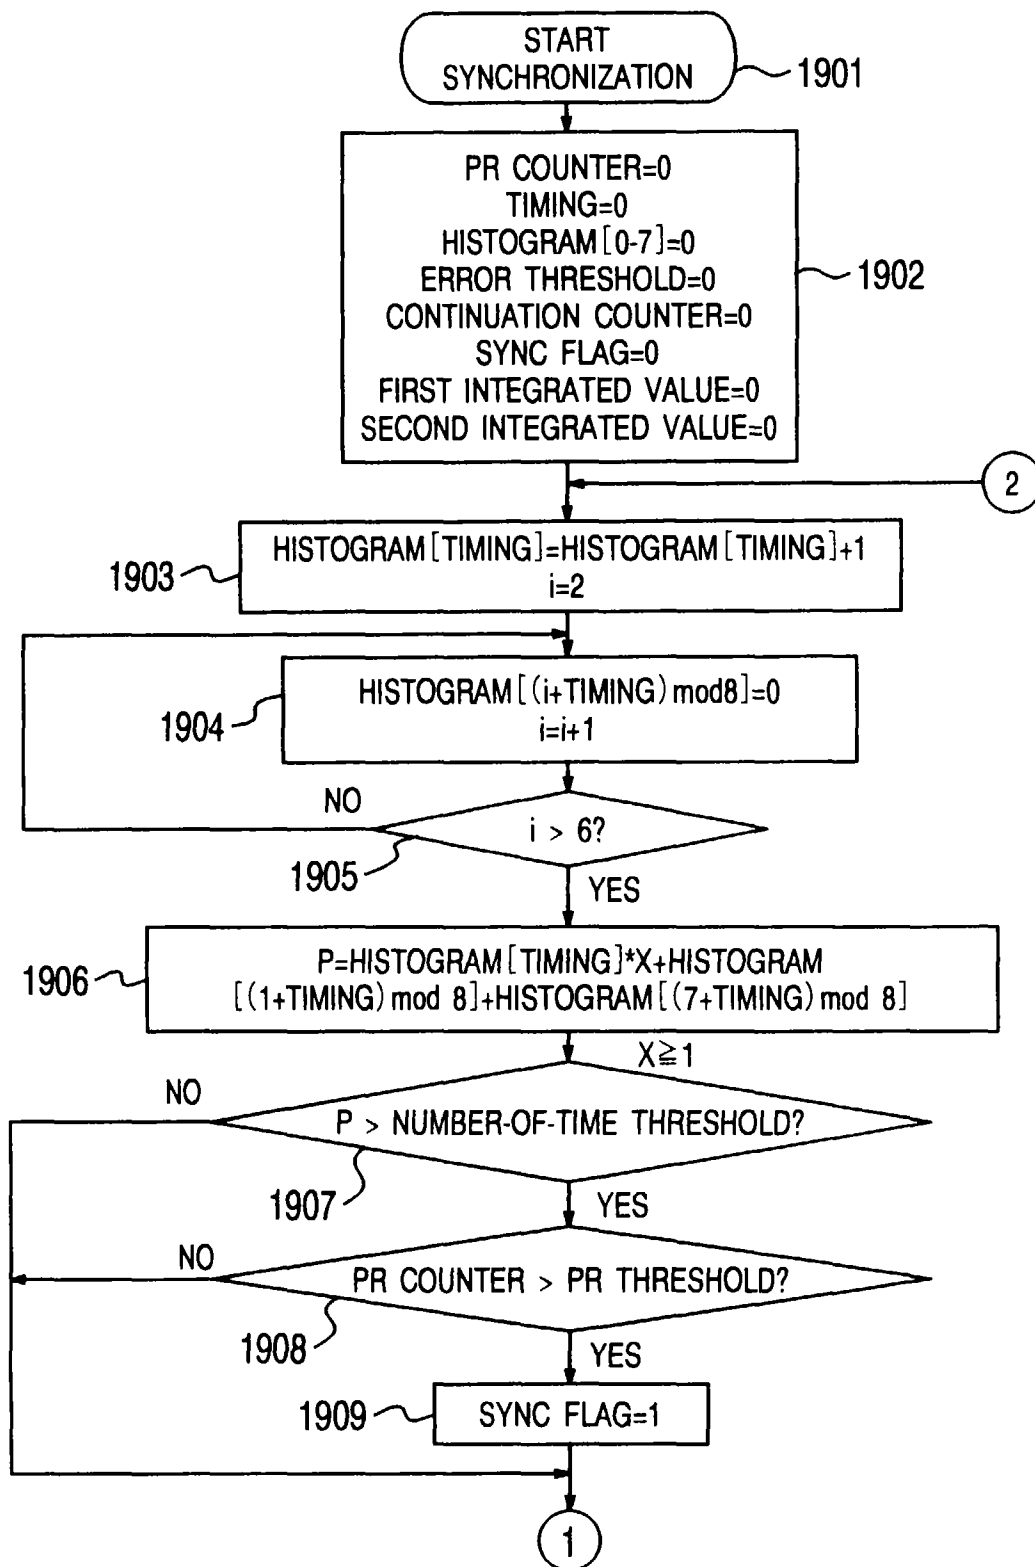 START
SYNCHRONIZATION
1901
PR COUNTER=0
TIMING=0
HISTOGRAM[0-7]=0
ERROR THRESHOLD=0
CONTINUATION COUNTER=0
SYNC FLAG=0
FIRST INTEGRATED VALUE=0
SECOND INTEGRATED VALUE=0
1902
2
HISTOGRAM[TIMING]=HISTOGRAM[TIMING]+1
i=2
1903
HISTOGRAM[(i+TIMING)mod8]=0
i=i+1
1904
NO
i > 6?
1905
YES
P=HISTOGRAM[TIMING]*X+HISTOGRAM
[(1+TIMING)mod 8]+HISTOGRAM[(7+TIMING)mod 8]
1906
X≧1
NO
P > NUMBER-OF-TIME THRESHOLD?
1907
YES
NO
PR COUNTER > PR THRESHOLD?
1908
YES
1909
SYNC FLAG=1
1